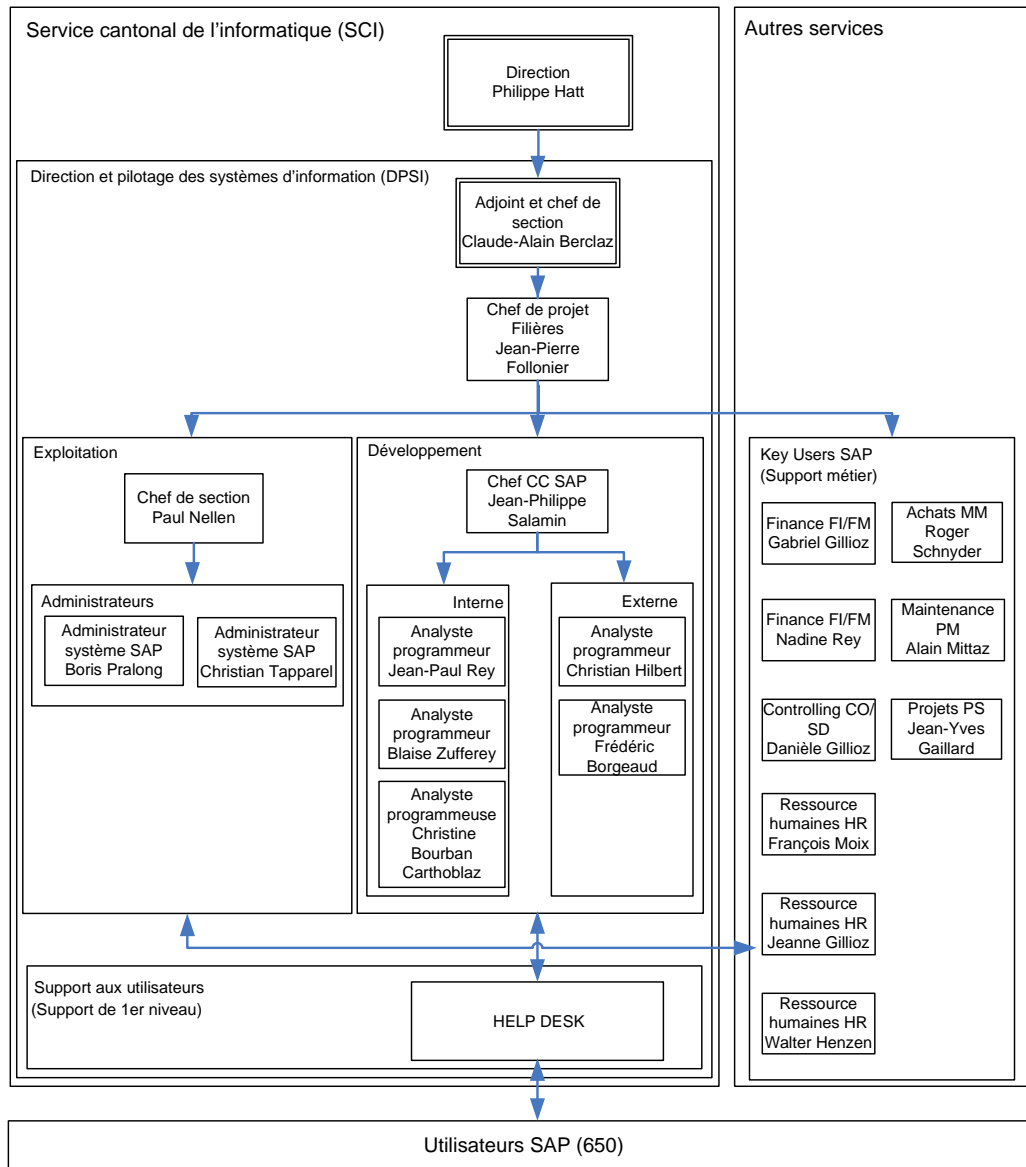 Service cantonal de l'informatique (SCI)
Direction
Philippe Hatt
Direction et pilotage des systèmes d'information (DPSI)
Adjoint et chef de
section
Claude-Alain Berclaz
Chef de projet
Filières
Jean-Pierre
Follonier
Exploitation
Chef de section
Paul Nellen
Administrateurs
Administrateur
système SAP
Boris Pralong
Administrateur
système SAP
Christian Tapparel
Développement
Chef CC SAP
Jean-Philippe
Salamin
Interne
Analyste
programmeur
Jean-Paul Rey
Analyste
programmeur
Blaise Zufferey
Analyste
programmeuse
Christine
Bourban
Carthoblaz
Externe
Analyste
programmeur
Christian Hilbert
Analyste
programmeur
Frédéric
Borgeaud
Support aux utilisateurs
(Support de 1er niveau)
HELP DESK
Autres services
Key Users SAP
(Support métier)
Finance FI/FM
Gabriel Gillioz
Achats MM
Roger
Schnyder
Finance FI/FM
Nadine Rey
Maintenance
PM
Alain Mittaz
Controlling CO/
SD
Danièle Gillioz
Projets PS
Jean-Yves
Gaillard
Ressource
humaines HR
François Moix
Ressource
humaines HR
Jeanne Gillioz
Ressource
humaines HR
Walter Henzen
Utilisateurs SAP (650)